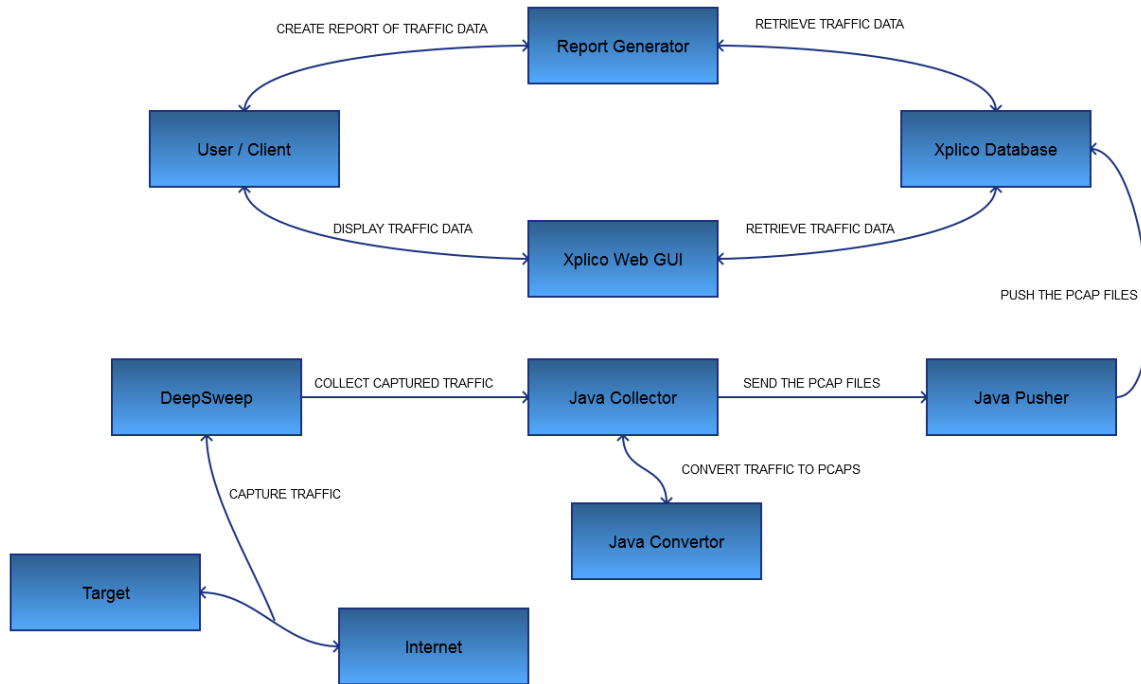 CREATE REPORT OF TRAFFIC DATA
Report Generator
RETRIEVE TRAFFIC DATA
User / Client
Xplico Database
DISPLAY TRAFFIC DATA
Xplico Web GUI
RETRIEVE TRAFFIC DATA
PUSH THE PCAP FILES
DeepSweep
COLLECT CAPTURED TRAFFIC
Java Collector
SEND THE PCAP FILES
Java Pusher
CONVERT TRAFFIC TO PCAPS
CAPTURE TRAFFIC
Java Convertor
Target
Internet